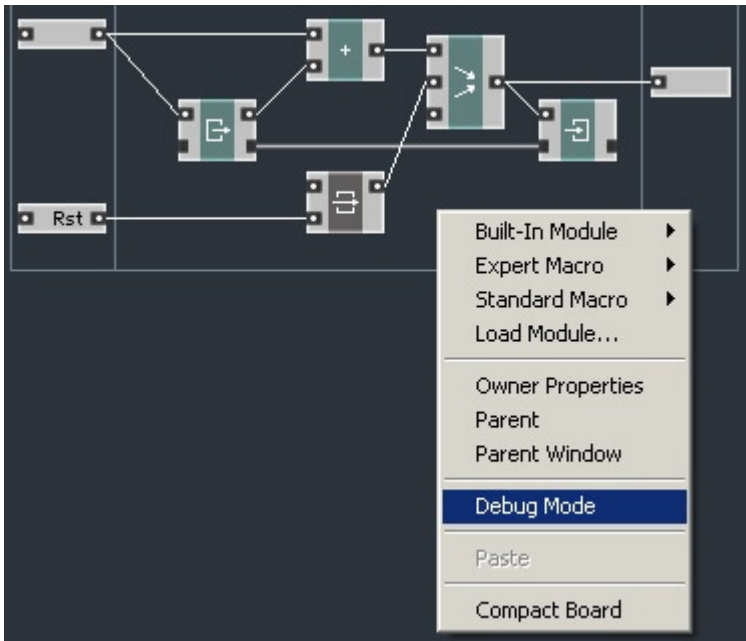 +
Rst
Built-In Module
Expert Macro
Standard Macro
Load Module...
Owner Properties
Parent
Parent Window
Debug Mode
Paste
Compact Board